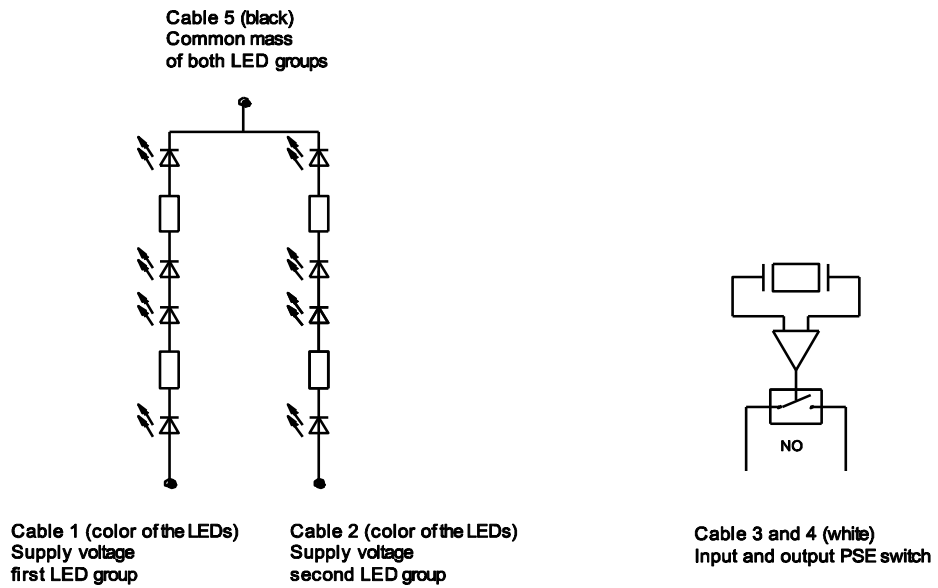 Cable 5 (black)
Common mass
of both LED groups
NO
Cable 1 (color of the LEDs)
Supply voltage
first LED group
Cable 2 (color of the LEDs)
Supply voltage
second LED group
Cable 3 and 4 (white)
Input and output PSE switch